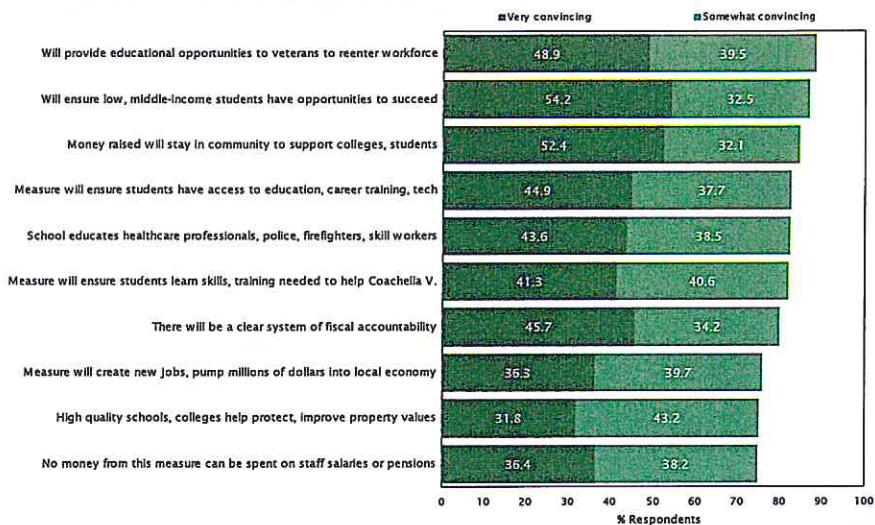 Very convincing Somewhat convincing
Will provide educational opportunities to veterans to reenter workforce 48.9 39.5
Will ensure low, middle-income students have opportunities to succeed 54.2 32.5
Money raised will stay in community to support colleges, students 52.4 32.1
Measure will ensure students have access to education, career training, tech 44.9 37.7
School educates healthcare professionals, police, firefighters, skill workers 43.6 38.5
Measure will ensure students learn skills, training needed to help Coachella V. 41.3 40.6
There will be a clear system of fiscal accountability 45.7 34.2
Measure will create new jobs, pump millions of dollars into local economy 36.3 39.7
High quality schools, colleges help protect, improve property values 31.8 43.2
No money from this measure can be spent on staff salaries or pensions 36.4 38.2
0 10 20 30 40 50 60 70 80 90 100
% Respondents